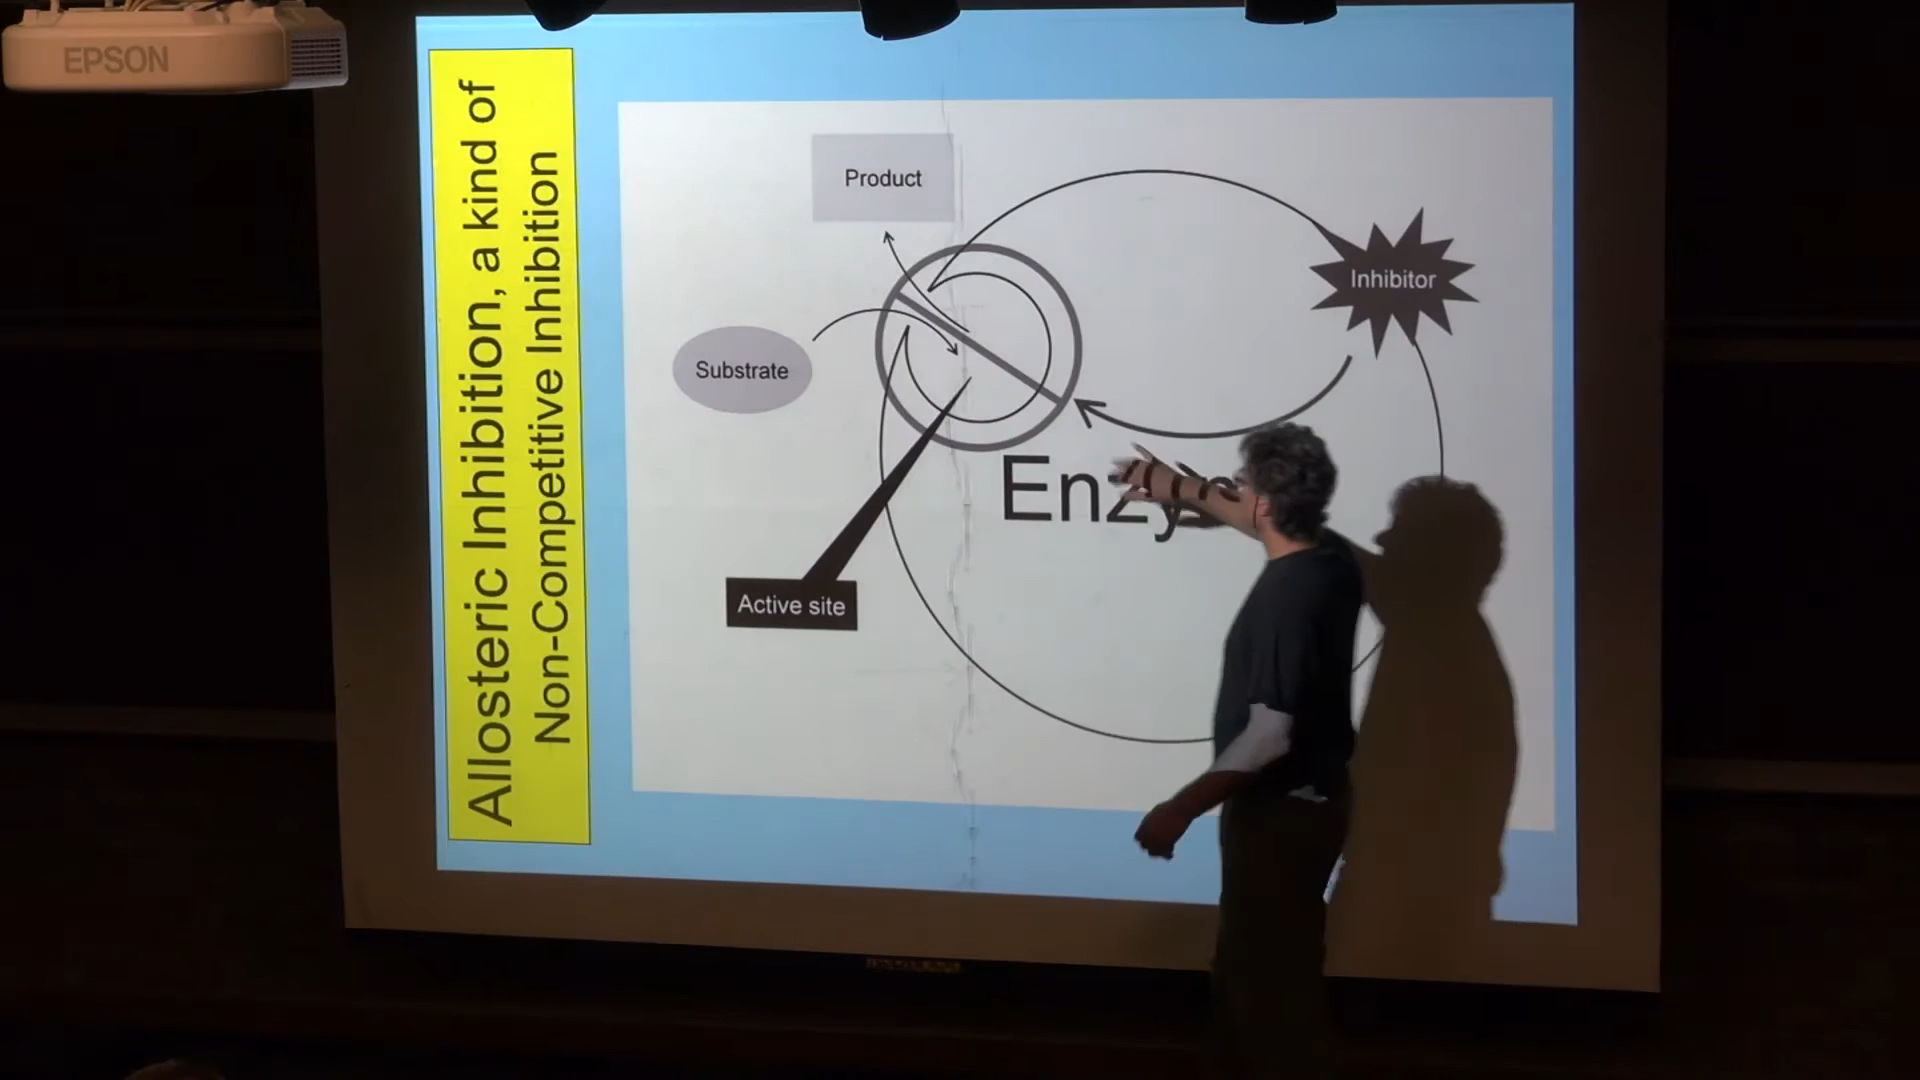 EPSON
Allosteric Inhibition, a kind of
Non-Competitive Inhibition
Product
Inhibitor
Substrate
Active site